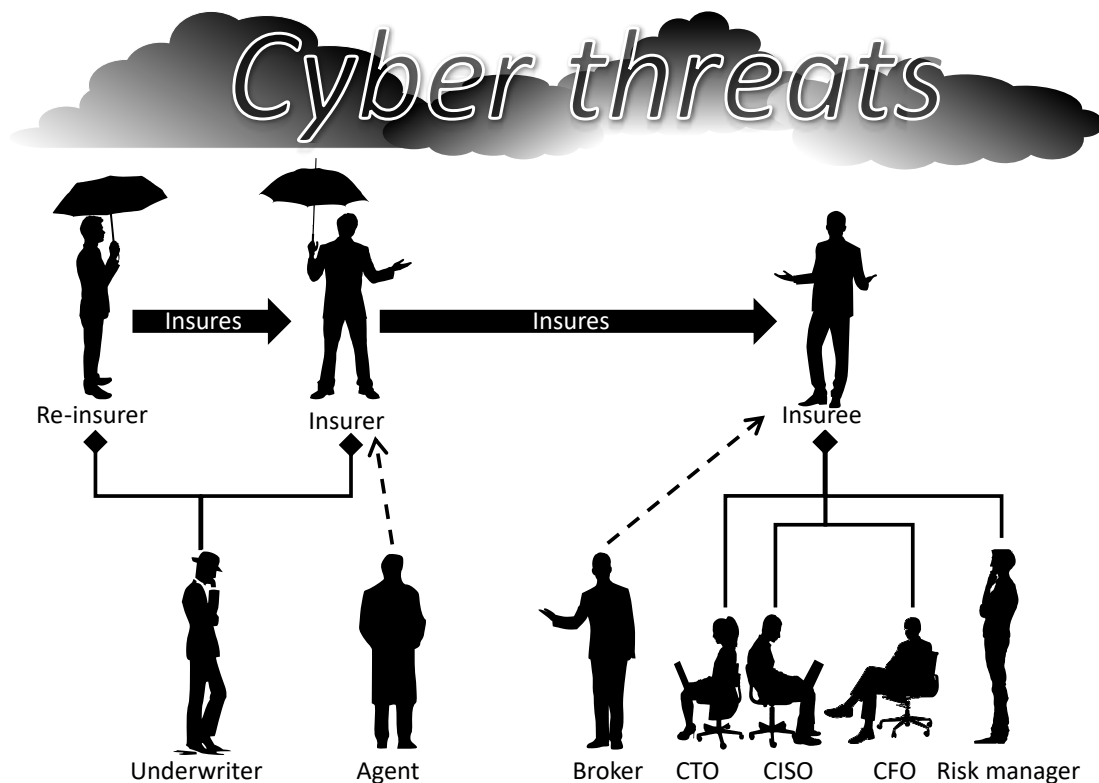 Cyber threats
Insures
Insures
Re-insurer
Insurer
Insuree
Underwriter
Agent
Broker
CTO
CISO
CFO
Risk manager